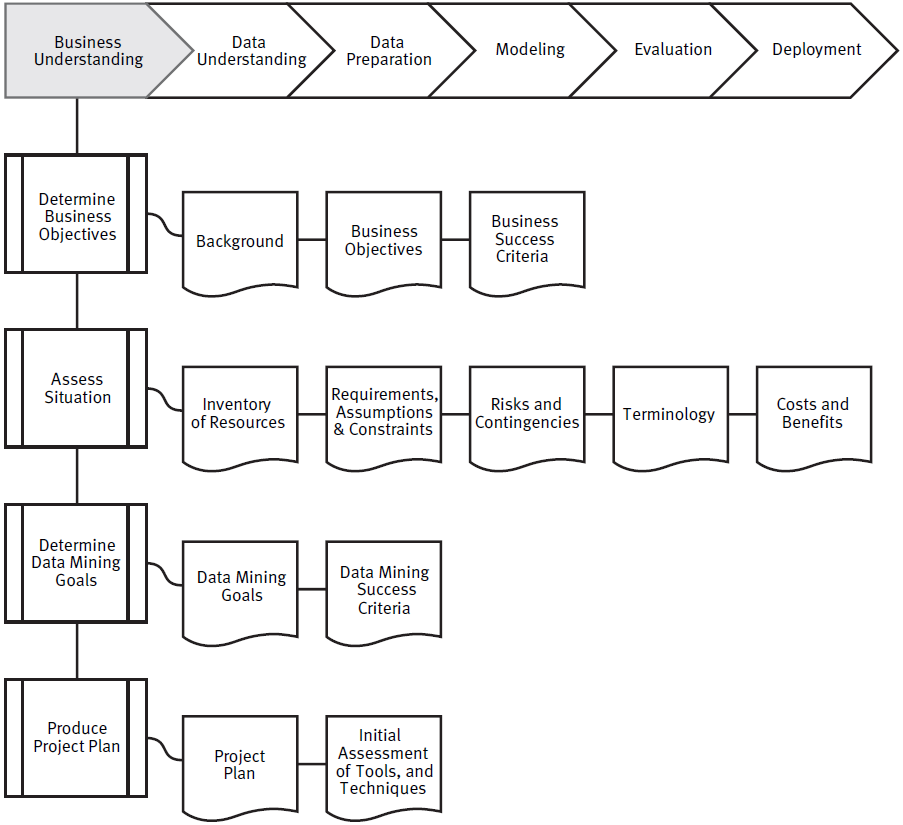 Business
Understanding
Data
Understanding
Data
Preparation
Modeling
Evaluation
Deployment
Determine
Business
Objectives
Background
Business
Objectives
Business
Success
Criteria
Assess
Situation
Inventory
of Resources
Requirements,
Assumptions
& Constraints
Risks and
Contingencies
Terminology
Costs and
Benefits
Determine
Data Mining
Goals
Data Mining
Goals
Data Mining
Success
Criteria
Produce
Project Plan
Project
Plan
Initial
Assessment
of Tools, and
Techniques